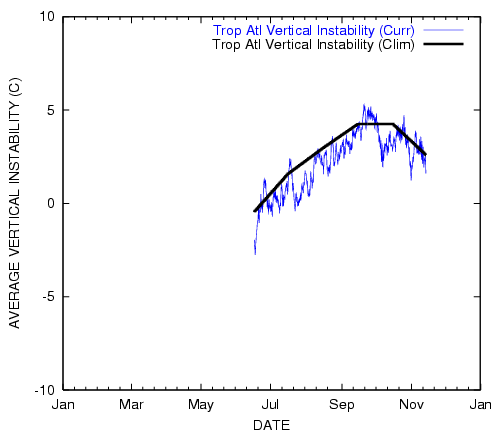 Trop Atl Vertical Instability (Curr)
Trop Atl Vertical Instability (Clim)
10
5
0
-5
-10
AVERAGE VERTICAL INSTABILITY (C)
Jan Mar May Jul Sep Nov Jan
DATE